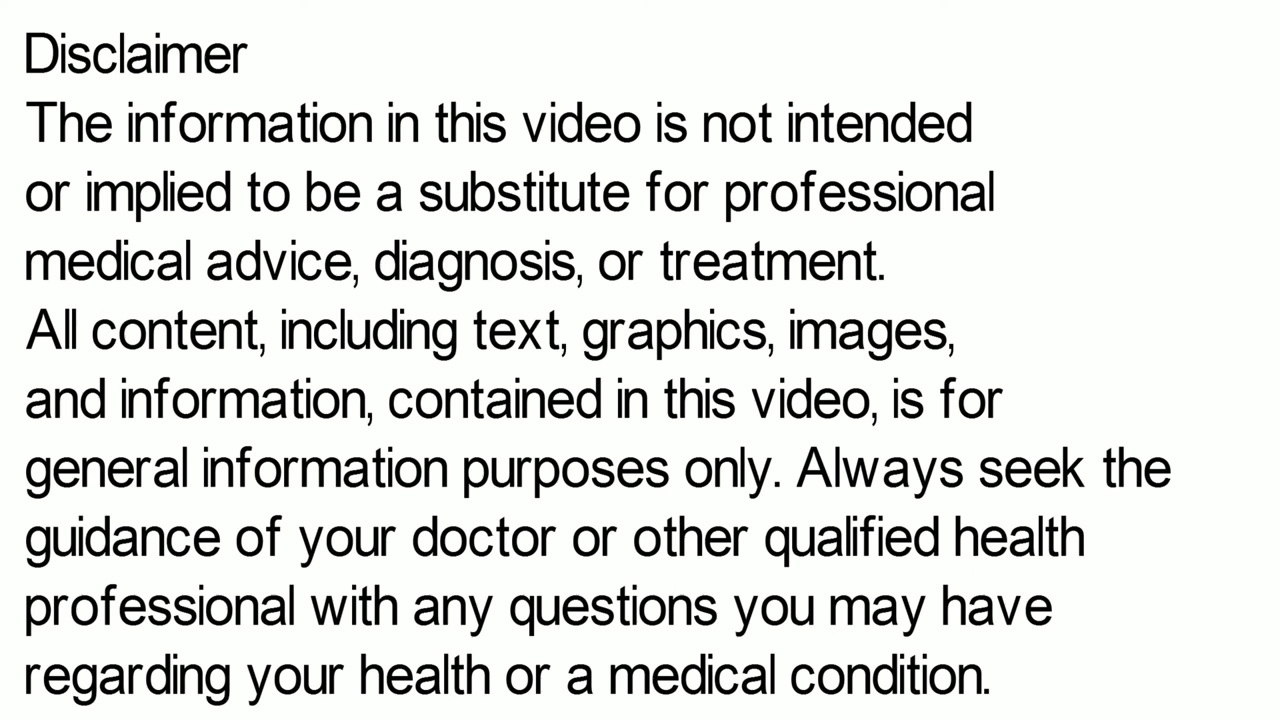 Disclaimer
The information in this video is not intended
or implied to be a substitute for professional
medical advice, diagnosis, or treatment.
All content, including text, graphics, images,
and information, contained in this video, is for
general information purposes only. Always seek the
guidance of your doctor or other qualified health
professional with any questions you may have
regarding your health or a medical condition.